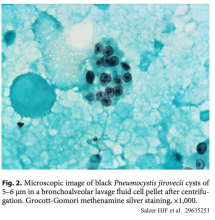 Fig. 2. Microscopic image of black Pneumocystis jirovecii cysts of
5–6 μm in a bronchoalveolar lavage fluid cell pellet after centrifu-
gation. Grocott-Gomori methenamine silver staining, ×1,000.
Salzer HJF et al. 29635251